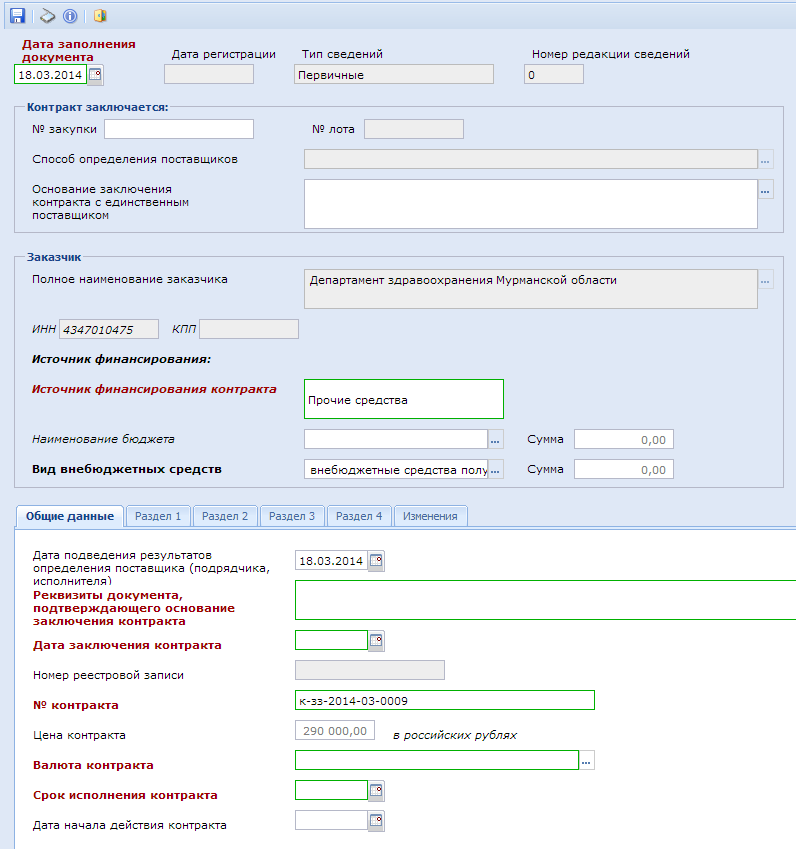 Дата заполнения документа
Дата регистрации
Тип сведений
Номер редакции сведений
18.03.2014
Первичные
0
Контракт заключается:
№ закупки
№ лота
Способ определения поставщиков
...
Основание заключения
контракта с единственным
поставщиком
...
Заказчик
Полное наименование заказчика
Департамент здравоохранения Мурманской области
...
ИНН 4347010475 КПП
Источник финансирования:
Источник финансирования контракта
Прочие средства
Наименование бюджета
...
Сумма
0,00
Вид внебюджетных средств
внебюджетные средства полу
...
Сумма
0,00
Общие данные
Раздел 1
Раздел 2
Раздел 3
Раздел 4
Изменения
Дата подведения результатов
определения поставщика (подрядчика,
исполнителя)
18.03.2014
Реквизиты документа,
подтверждающего основание
заключения контракта
Дата заключения контракта
Номер реестровой записи
№ контракта
к-зз-2014-03-0009
Цена контракта
290 000,00
в российских рублях
Валюта контракта
...
Срок исполнения контракта
Дата начала действия контракта